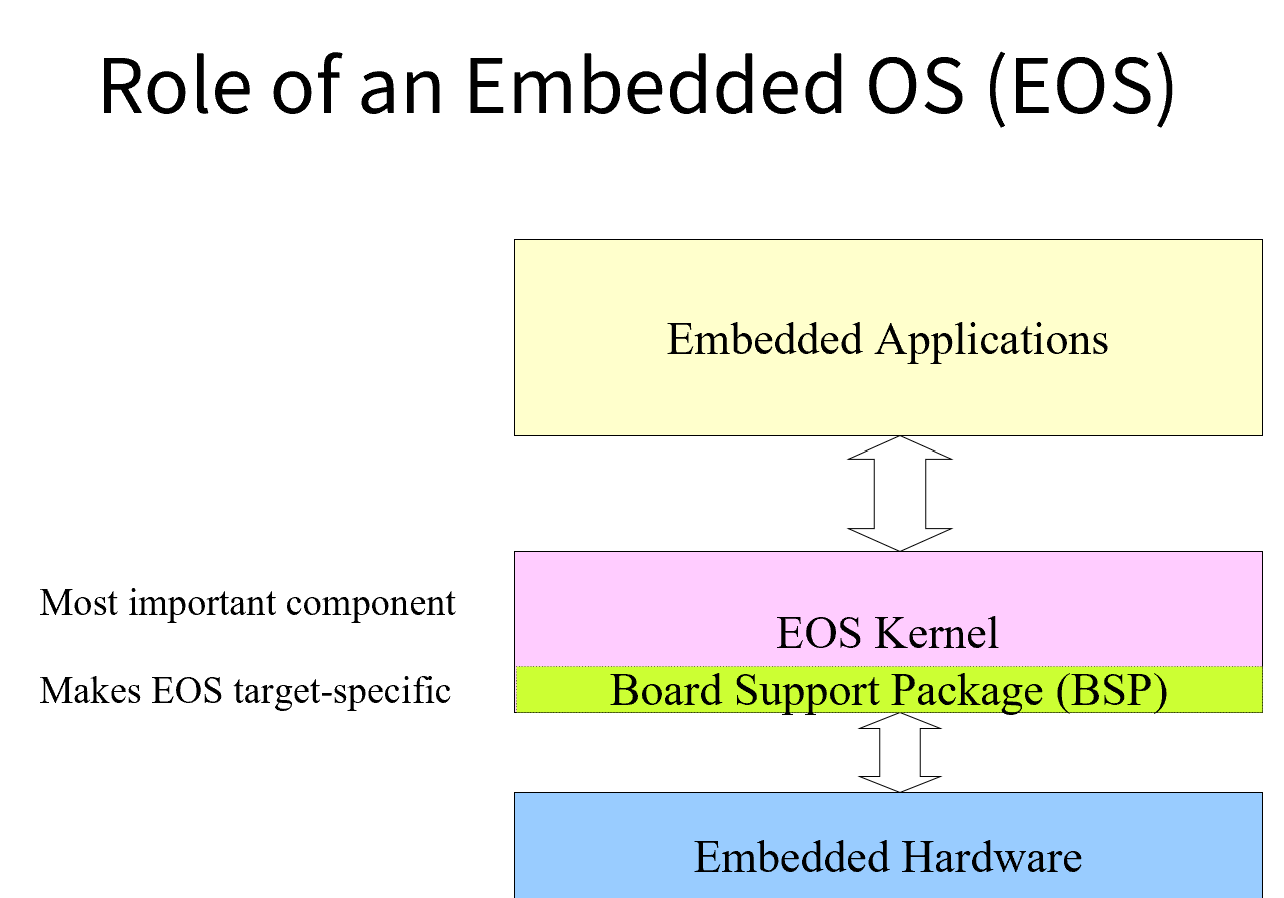 Role of an Embedded OS (EOS)
Embedded Applications
Most important component
EOS Kernel
Makes EOS target-specific
Board Support Package (BSP)
Embedded Hardware